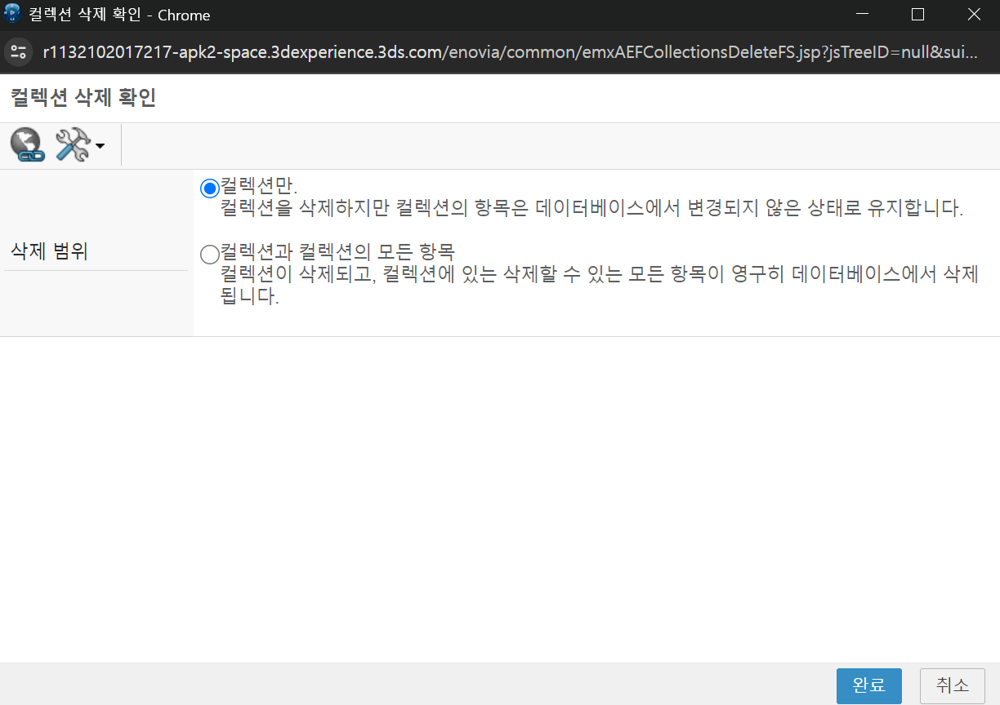 컬렉션 삭제 확인 - Chrome
r1132102017217-apk2-space.3dexperience.3ds.com/enovia/common/emxAEFCollectionsDeleteFS.jsp?jsTreeID=null&sui...
컬렉션 삭제 확인
컬렉션만.
컬렉션을 삭제하지만 컬렉션의 항목은 데이터베이스에서 변경되지 않은 상태로 유지합니다.
삭제 범위
컬렉션과 컬렉션의 모든 항목
컬렉션이 삭제되고, 컬렉션에 있는 삭제할 수 있는 모든 항목이 영구히 데이터베이스에서 삭제
됩니다.
완료
취소